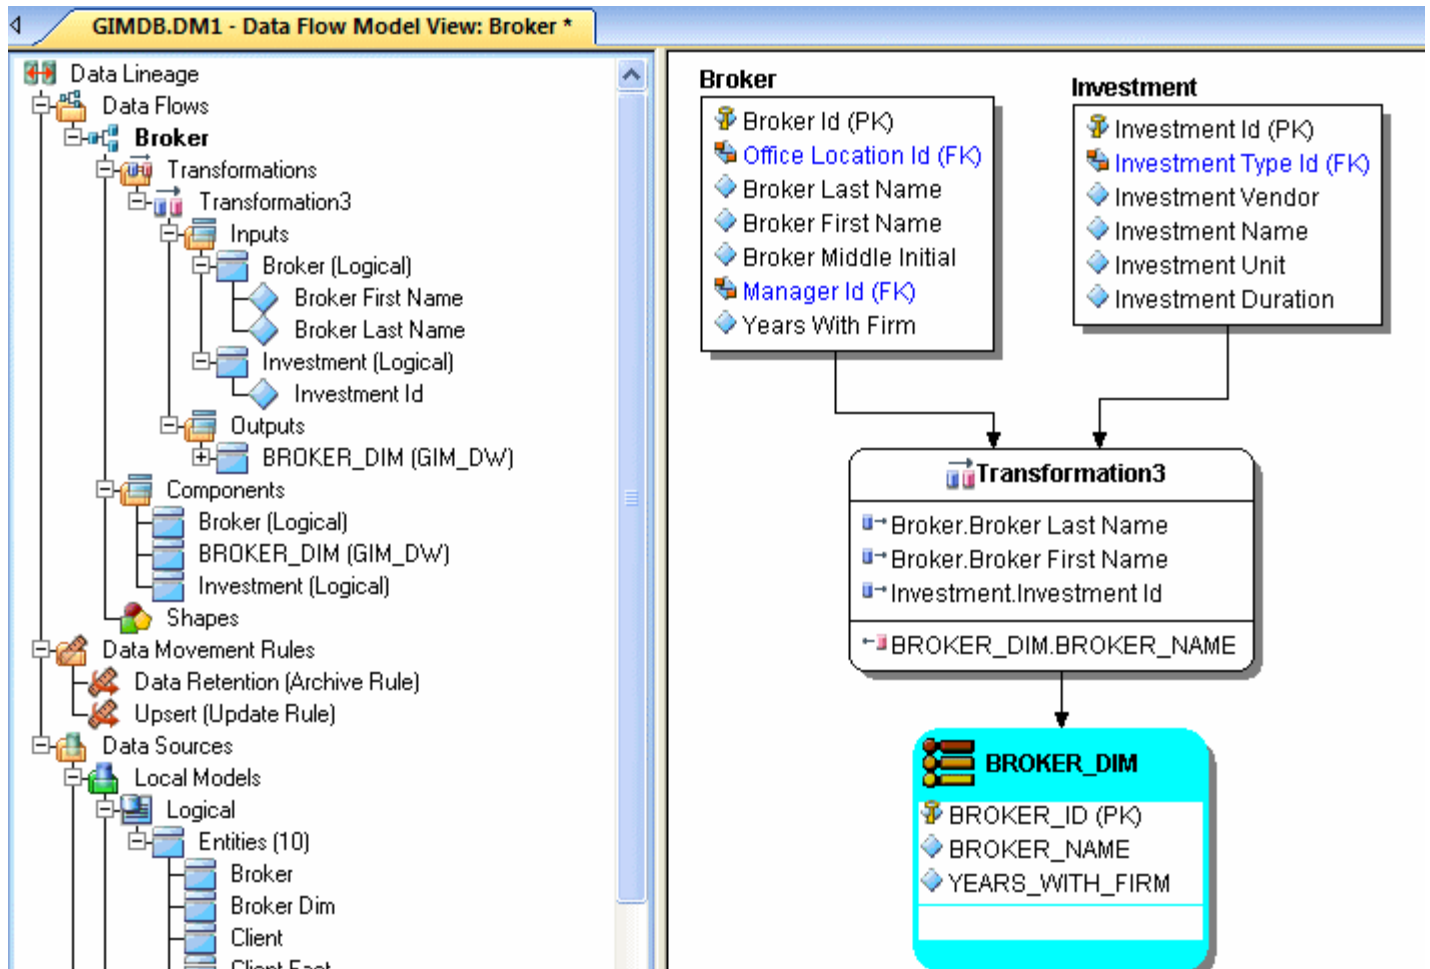 GIMDB.DM1 - Data Flow Model View: Broker *
Data Lineage
Data Flows
Broker
Transformations
Transformation3
Inputs
Broker (Logical)
Broker First Name
Broker Last Name
Investment (Logical)
Investment Id
Outputs
BROKER_DIM (GIM_DW)
Components
Broker (Logical)
BROKER_DIM (GIM_DW)
Investment (Logical)
Shapes
Data Movement Rules
Data Retention (Archive Rule)
Upsert (Update Rule)
Data Sources
Local Models
Logical
Entities (10)
Broker
Broker Dim
Client
Client Fact
Broker
Broker Id (PK)
Office Location Id (FK)
Broker Last Name
Broker First Name
Broker Middle Initial
Manager Id (FK)
Years With Firm
Investment
Investment Id (PK)
Investment Type Id (FK)
Investment Vendor
Investment Name
Investment Unit
Investment Duration
Transformation3
Broker.Broker Last Name
Broker.Broker First Name
Investment.Investment Id
BROKER_DIM.BROKER_NAME
BROKER_DIM
BROKER_ID (PK)
BROKER_NAME
YEARS_WITH_FIRM